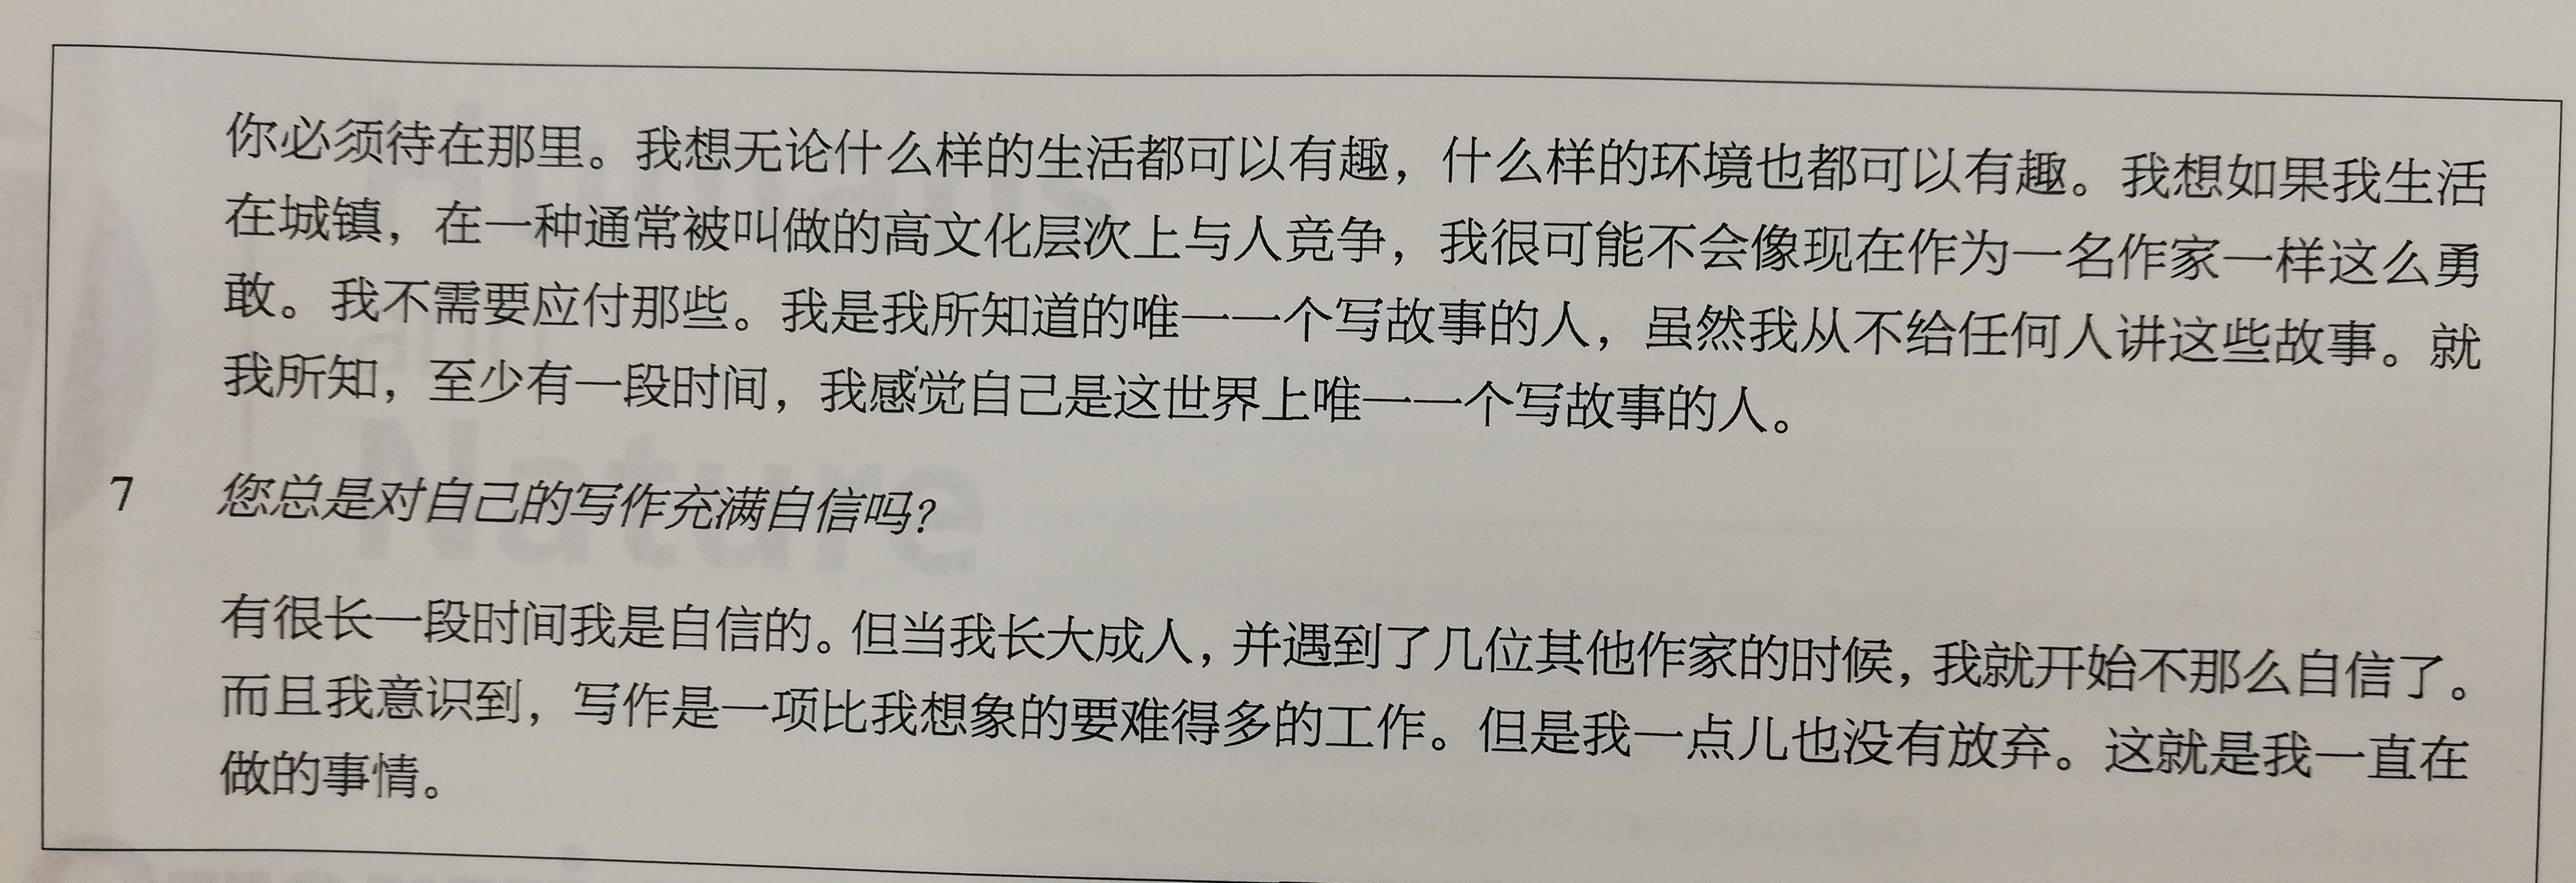 你必须待在那里。我想无论什么样的生活都可以有趣，什么样的环境也都可以有趣。我想如果我生活
在城镇，在一种通常被叫做的高文化层次上与人竞争，我很可能不会像现在作为一名作家一样这么勇
敢。我不需要应付那些。我是我所知道的唯一一个写故事的人，虽然我从不给任何人讲这些故事。就
我所知，至少有一段时间，我感觉自己是这世界上唯一一个写故事的人。
7 您总是对自己的写作充满自信吗？
有很长一段时间我是自信的。但当我长大成人，并遇到了几位其他作家的时候，我就开始不那么自信了。
而且我意识到，写作是一项比我想象的要难得多的工作。但是我一点儿也没有放弃。这就是我一直在
做的事情。